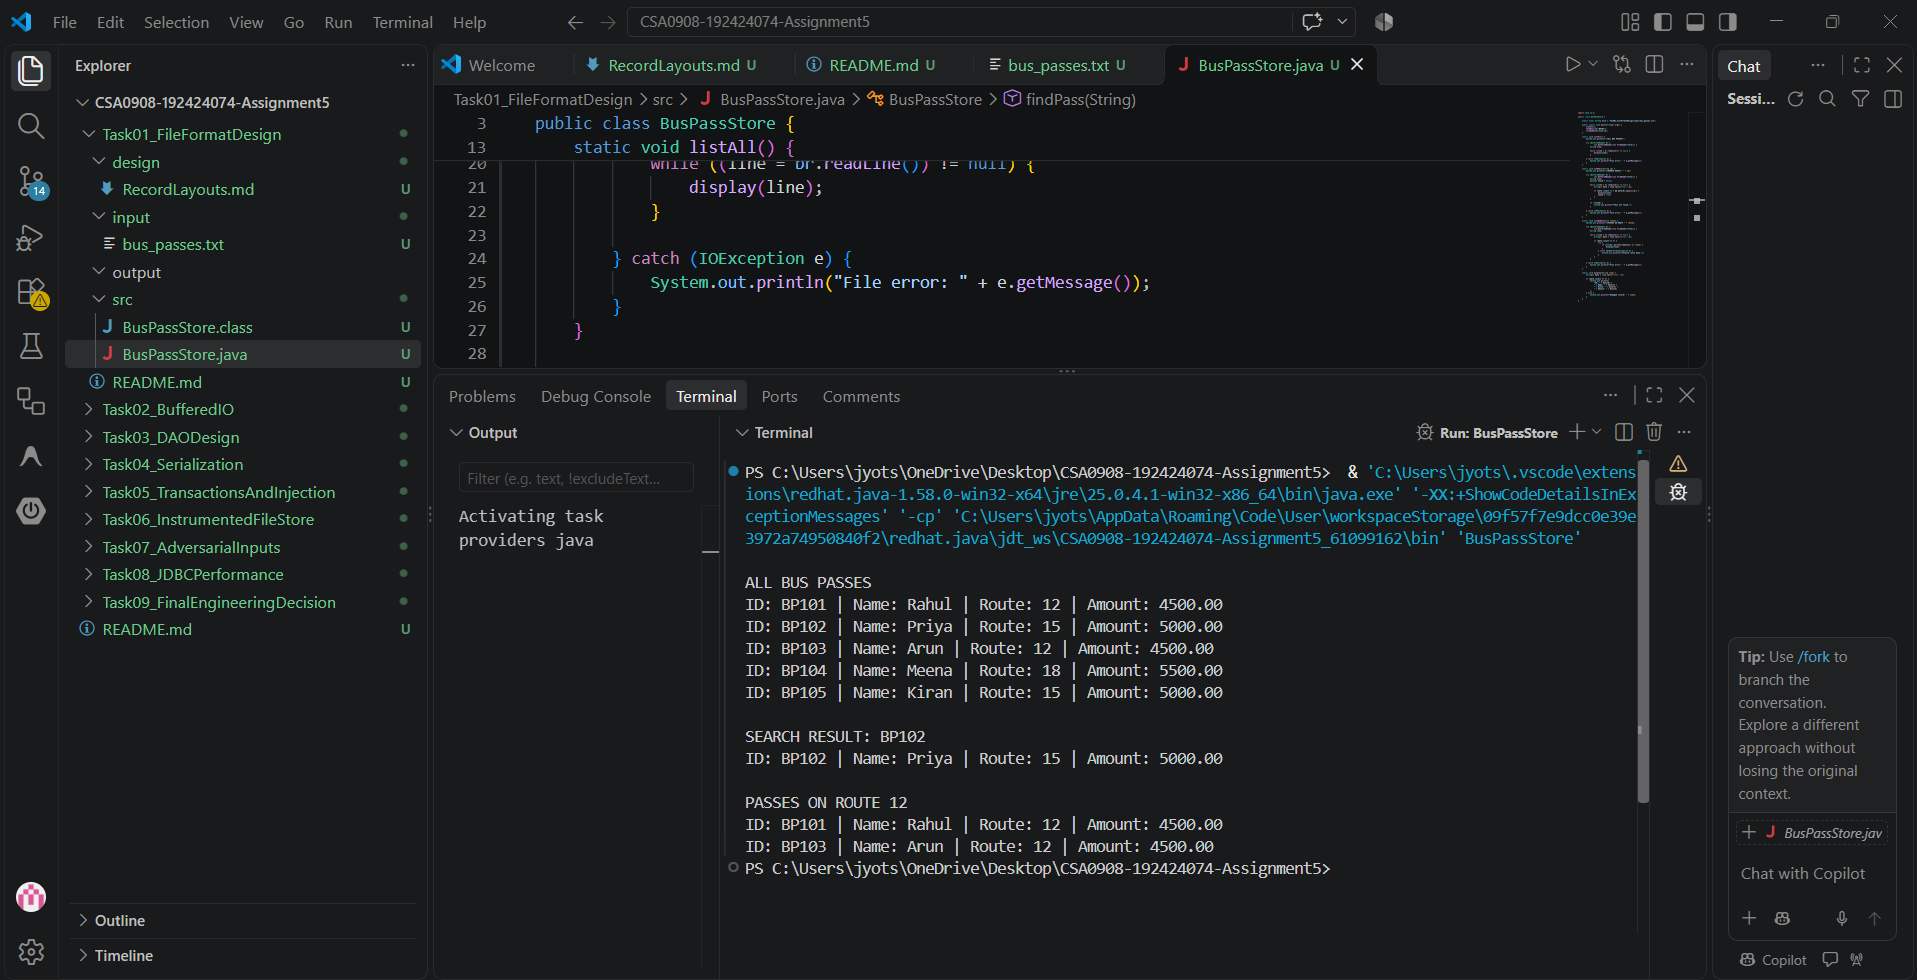 File Edit Selection View Go Run Terminal Help
CSA0908-192424074-Assignment5
Explorer
CSA0908-192424074-Assignment5
Task01_FileFormatDesign
design
RecordLayouts.md U
input
bus_passes.txt U
output
src
BusPassStore.class U
BusPassStore.java U
README.md U
Task02_BufferedIO
Task03_DAODesign
Task04_Serialization
Task05_TransactionsAndInjection
Task06_InstrumentedFileStore
Task07_AdversarialInputs
Task08_JDBCPerformance
Task09_FinalEngineeringDecision
README.md U
14
Outline
Timeline
Welcome RecordLayouts.md U README.md U bus_passes.txt U BusPassStore.java U
Task01_FileFormatDesign > src > BusPassStore.java > BusPassStore > findPass(String)
3 public class BusPassStore {
13 static void listAll() {
20 while ((line = br.readLine()) != null) {
21 display(line);
22 }
23
24 } catch (IOException e) {
25 System.out.println("File error: " + e.getMessage());
26 }
27 }
28
Problems Debug Console Terminal Ports Comments
Output
Filter (e.g. text, !excludeText...
Activating task
providers java
Terminal
Run: BusPassStore
PS C:\Users\jyots\OneDrive\Desktop\CSA0908-192424074-Assignment5> & 'C:\Users\jyots\.vscode\extens
ions\redhat.java-1.58.0-win32-x64\jre\25.0.4.1-win32-x86_64\bin\java.exe' '-XX:+ShowCodeDetailsInEx
ceptionMessages' '-cp' 'C:\Users\jyots\AppData\Roaming\Code\User\workspaceStorage\09f57f7e9dcc0e39e
3972a74950840f2\redhat.java\jdt_ws\CSA0908-192424074-Assignment5_61099162\bin' 'BusPassStore'
ALL BUS PASSES
ID: BP101 | Name: Rahul | Route: 12 | Amount: 4500.00
ID: BP102 | Name: Priya | Route: 15 | Amount: 5000.00
ID: BP103 | Name: Arun | Route: 12 | Amount: 4500.00
ID: BP104 | Name: Meena | Route: 18 | Amount: 5500.00
ID: BP105 | Name: Kiran | Route: 15 | Amount: 5000.00
SEARCH RESULT: BP102
ID: BP102 | Name: Priya | Route: 15 | Amount: 5000.00
PASSES ON ROUTE 12
ID: BP101 | Name: Rahul | Route: 12 | Amount: 4500.00
ID: BP103 | Name: Arun | Route: 12 | Amount: 4500.00
PS C:\Users\jyots\OneDrive\Desktop\CSA0908-192424074-Assignment5>
Chat
Sessi...
Tip: Use /fork to
branch the
conversation.
Explore a different
approach without
losing the original
context.
BusPassStore.jav
Chat with Copilot
Copilot